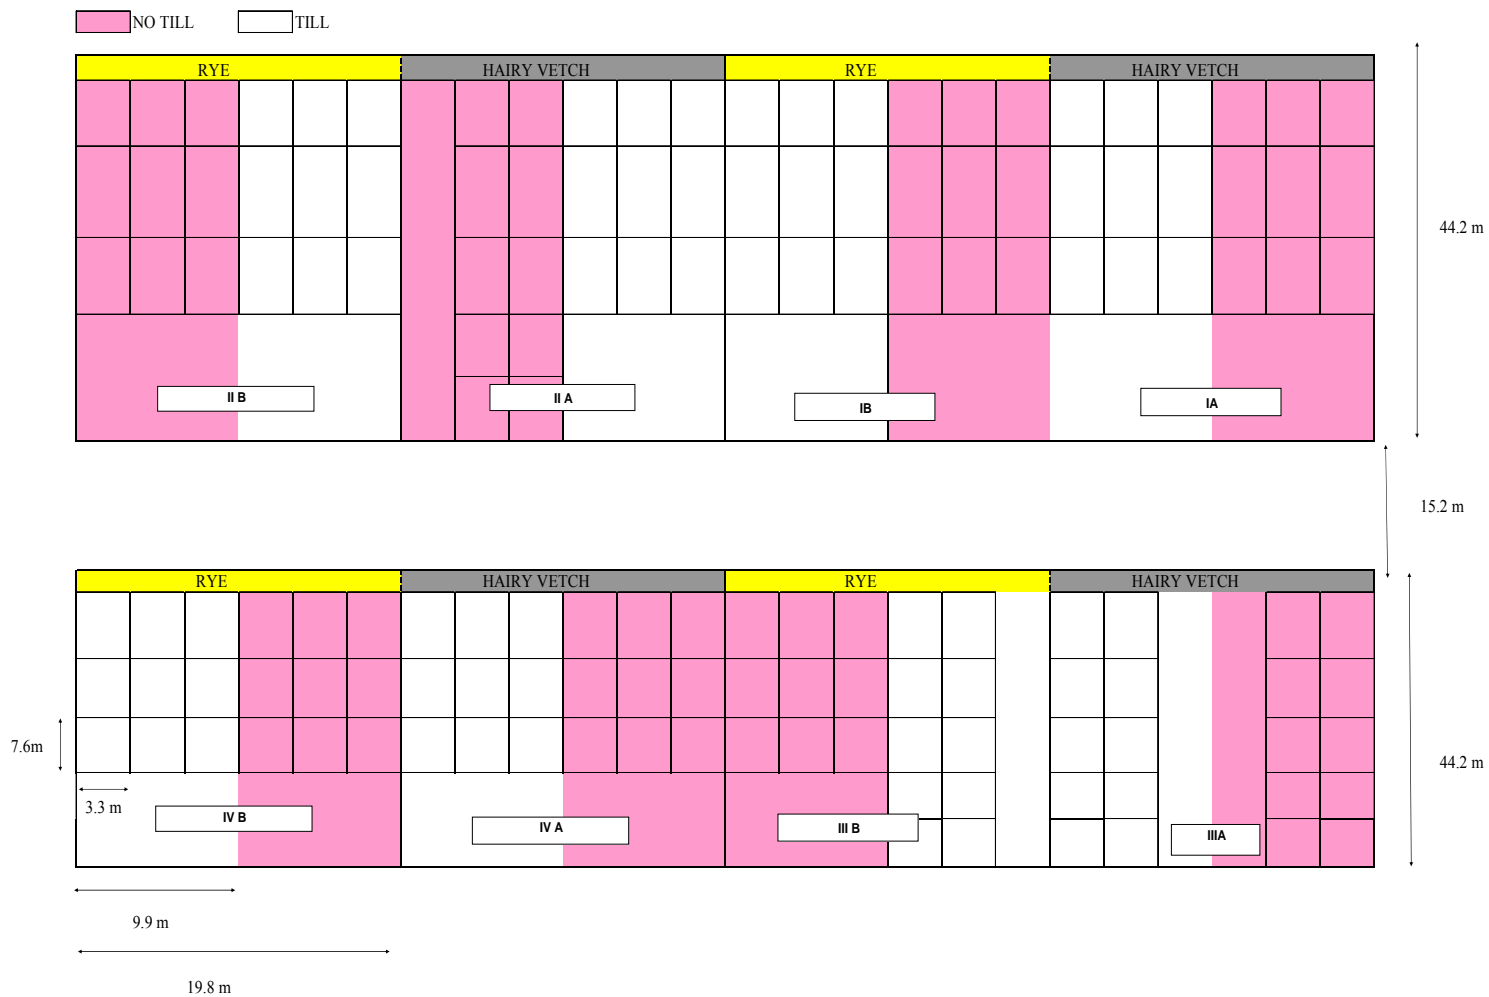 NO TILL TILL
RYE HAIRY VETCH RYE HAIRY VETCH
44.2 m
II B II A IB IA
15.2 m
RYE HAIRY VETCH RYE HAIRY VETCH
7.6m
44.2 m
3.3 m
IV B IV A III B IIIA
9.9 m
19.8 m